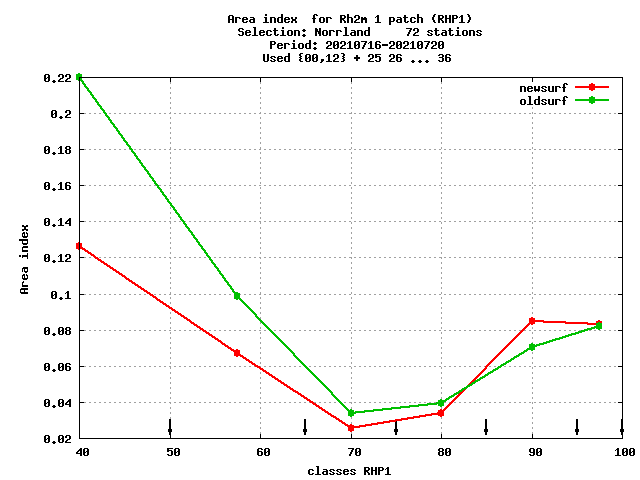 Area index  for Rh2m 1 patch (RHP1)
Selection: Norrland     72 stations
Period: 20210716-20210720
Used {00,12} + 25 26 ... 36
newsurf
oldsurf
0.22
0.2
0.18
0.16
0.14
0.12
0.1
0.08
0.06
0.04
0.02
Area index
40 50 60 70 80 90 100
classes RHP1